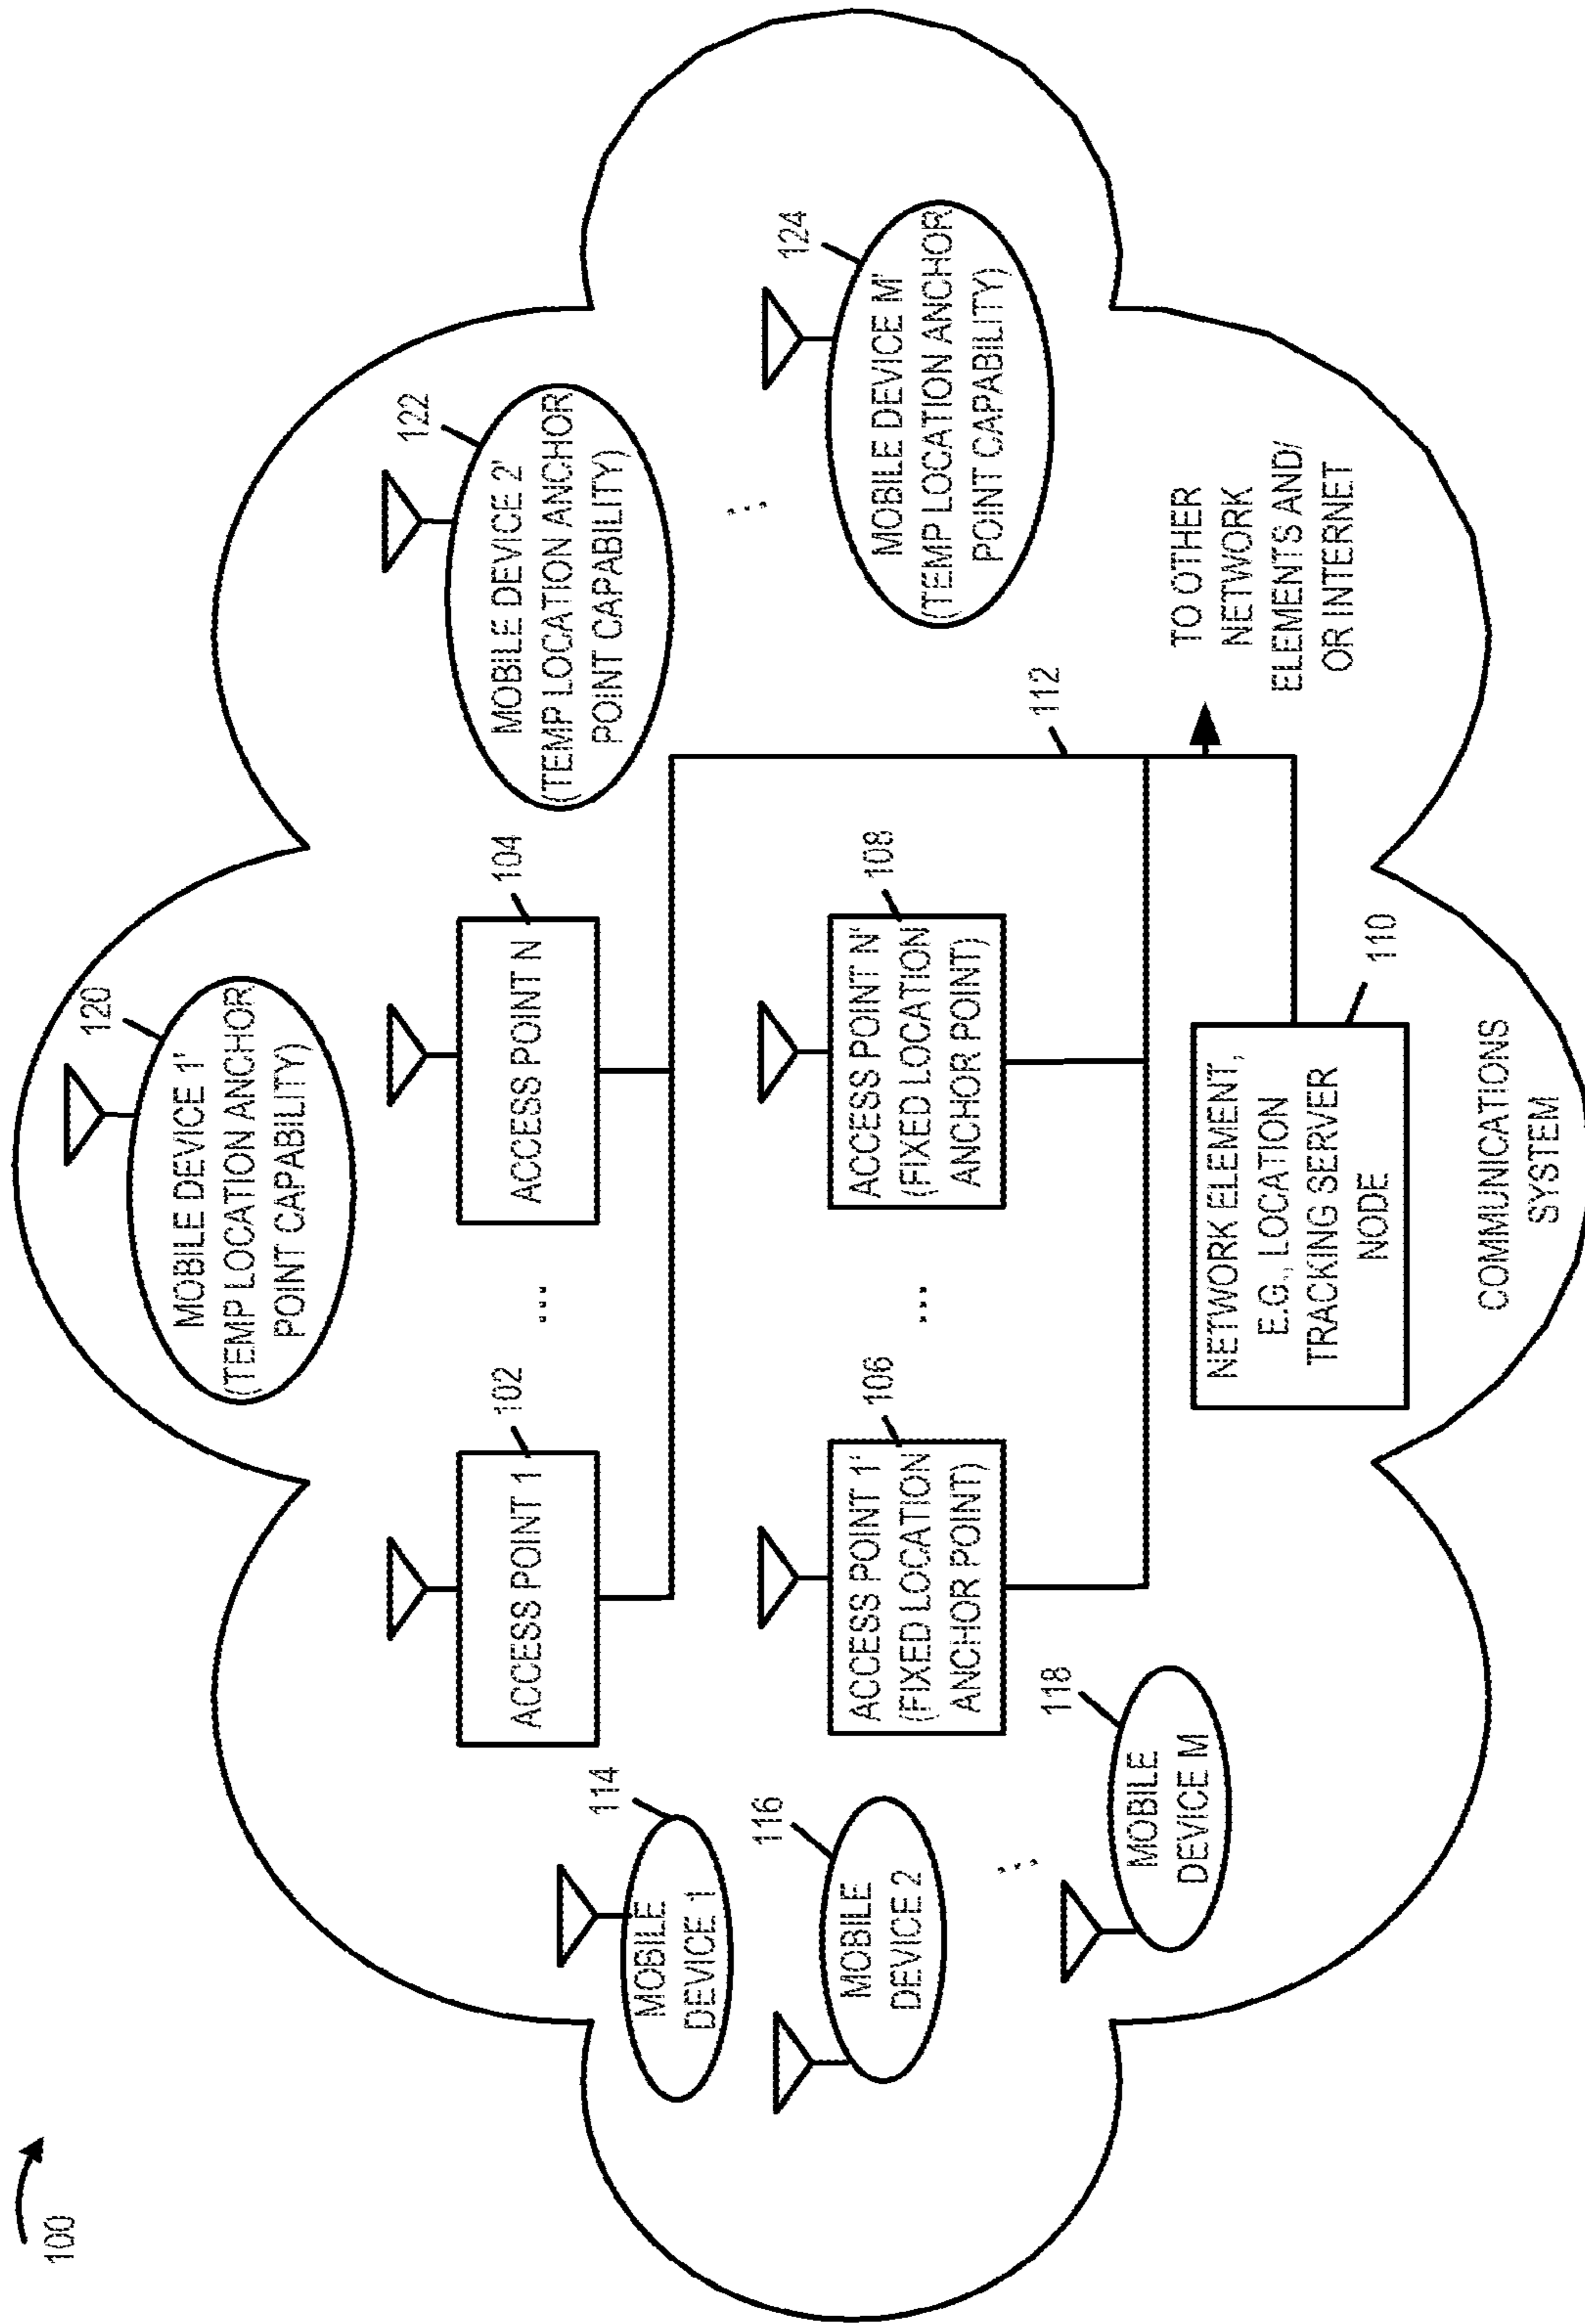 100
120
MOBILE DEVICE 1'
(TEMP LOCATION ANCHOR
POINT CAPABILITY)
122
MOBILE DEVICE 2'
(TEMP LOCATION ANCHOR
POINT CAPABILITY)
...
124
MOBILE DEVICE M'
(TEMP LOCATION ANCHOR
POINT CAPABILITY)
114
MOBILE
DEVICE 1
116
MOBILE
DEVICE 2
...
118
MOBILE
DEVICE M
102
ACCESS POINT 1
...
104
ACCESS POINT N
106
ACCESS POINT 1'
(FIXED LOCATION
ANCHOR POINT)
...
108
ACCESS POINT N'
(FIXED LOCATION
ANCHOR POINT)
112
TO OTHER
NETWORK
ELEMENTS AND/
OR INTERNET
NETWORK ELEMENT,
E.G., LOCATION
TRACKING SERVER
NODE
110
COMMUNICATIONS
SYSTEM